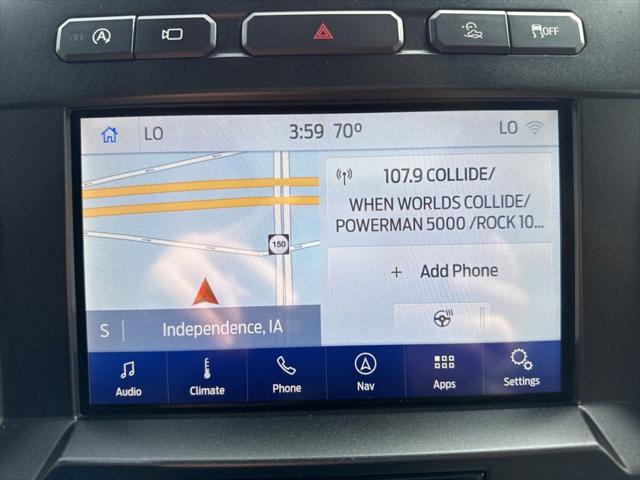 OFF A
OFF
LO 3:59 70° LO
107.9 COLLIDE/
WHEN WORLDS COLLIDE/
POWERMAN 5000 /ROCK 10...
150
+ Add Phone
S | Independence, IA
Audio Climate Phone Nav Apps Settings